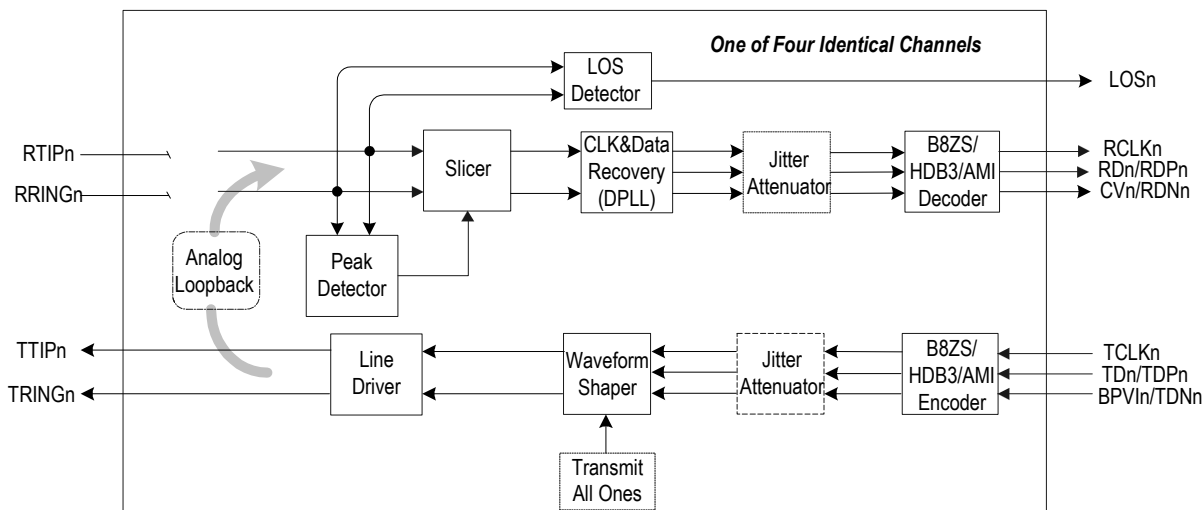 One of Four Identical Channels
LOS
Detector
LOSn
RTIPn
RRINGn
Slicer
CLK&Data
Recovery
(DPLL)
Jitter
Attenuator
B8ZS/
HDB3/AMI
Decoder
RCLKn
RDn/RDPn
CVn/RDNn
Analog
Loopback
Peak
Detector
TTIPn
TRINGn
Line
Driver
Waveform
Shaper
Jitter
Attenuator
B8ZS/
HDB3/AMI
Encoder
TCLKn
TDn/TDPn
BPVIn/TDNn
Transmit
All Ones